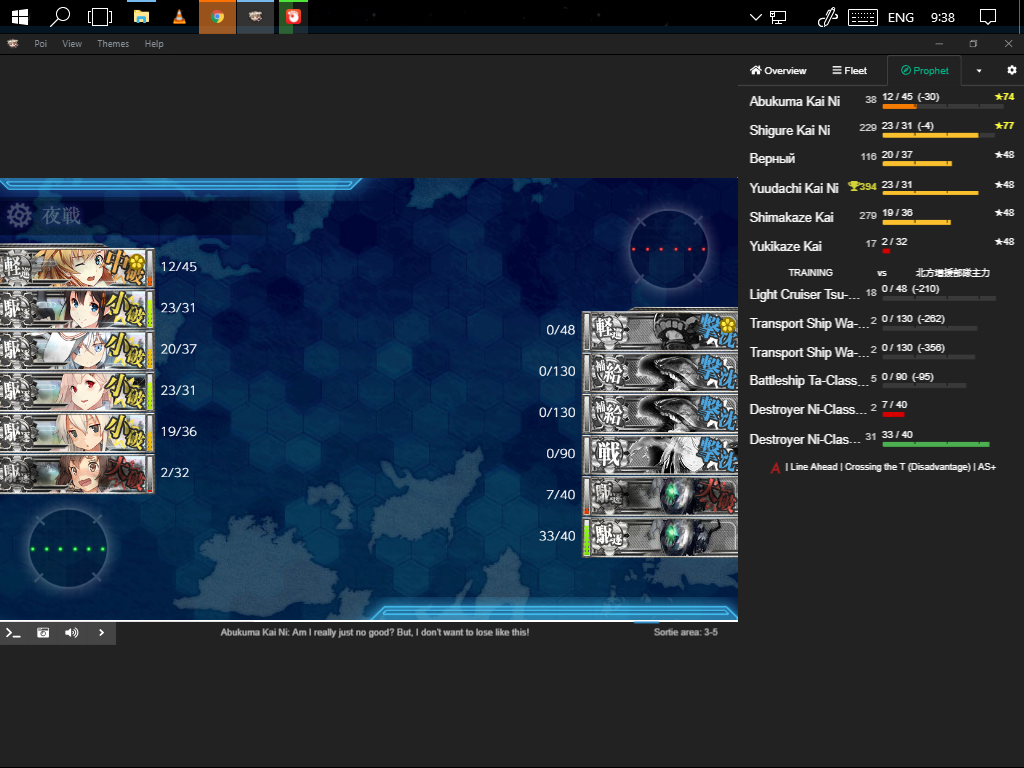 ENG 9:38
Poi View Themes Help
Overview Fleet Prophet
Abukuma Kai Ni 38 12 / 45 (-30) ★74
Shigure Kai Ni 229 23 / 31 (-4) ★77
Верный 116 20 / 37 ★48
Yuudachi Kai Ni 394 23 / 31 ★48
Shimakaze Kai 279 19 / 36 ★48
Yukikaze Kai 17 2 / 32 ★48
TRAINING vs 北方増援部隊主力
Light Cruiser Tsu-... 18 0 / 48 (-210)
Transport Ship Wa-... 2 0 / 130 (-262)
Transport Ship Wa-... 2 0 / 130 (-356)
Battleship Ta-Class... 5 0 / 90 (-95)
Destroyer Ni-Class... 2 7 / 40
Destroyer Ni-Clas... 31 33 / 40
A | Line Ahead | Crossing the T (Disadvantage) | AS+
夜戦
軽巡 中破 12/45
駆逐 小破 23/31
駆逐 小破 20/37
駆逐 小破 23/31
駆逐 小破 19/36
駆逐 大破 2/32
0/48 軽巡 撃沈
0/130 補給 撃沈
0/130 補給 撃沈
0/90 戦 撃沈
7/40 駆逐 大破
33/40 駆逐
Abukuma Kai Ni: Am I really just no good? But, I don't want to lose like this!
Sortie area: 3-5